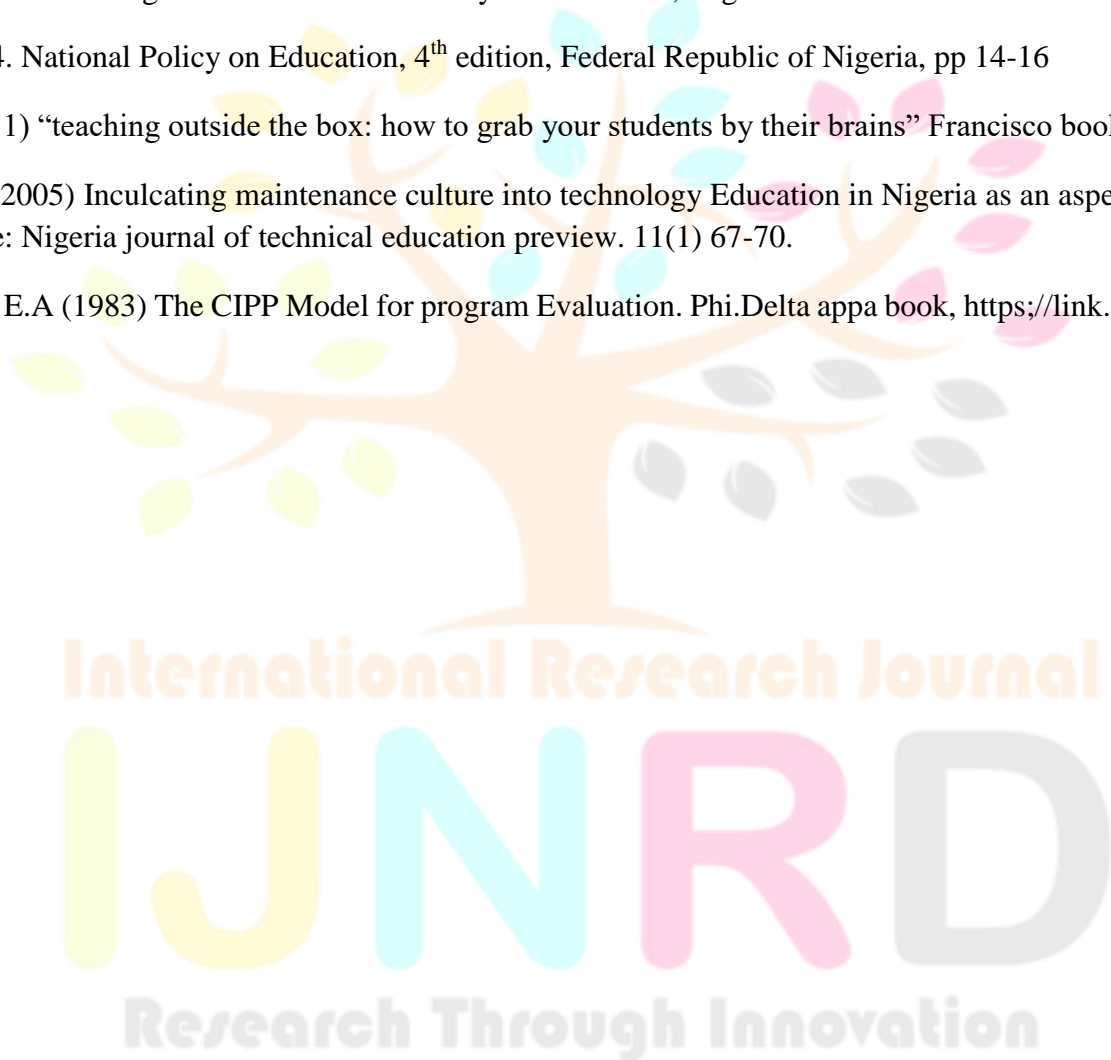 4. National Policy on Education, 4th edition, Federal Republic of Nigeria, pp 14-16
1) “teaching outside the box: how to grab your students by their brains” Francisco
2005) Inculcating maintenance culture into technology Education in Nigeria as an
e: Nigeria journal of technical education preview. 11(1) 67-70.
E.A (1983) The CIPP Model for program Evaluation. Phi.Delta appa book, https;//link.
International Research Journal
IJNRD
Research Through Innovation